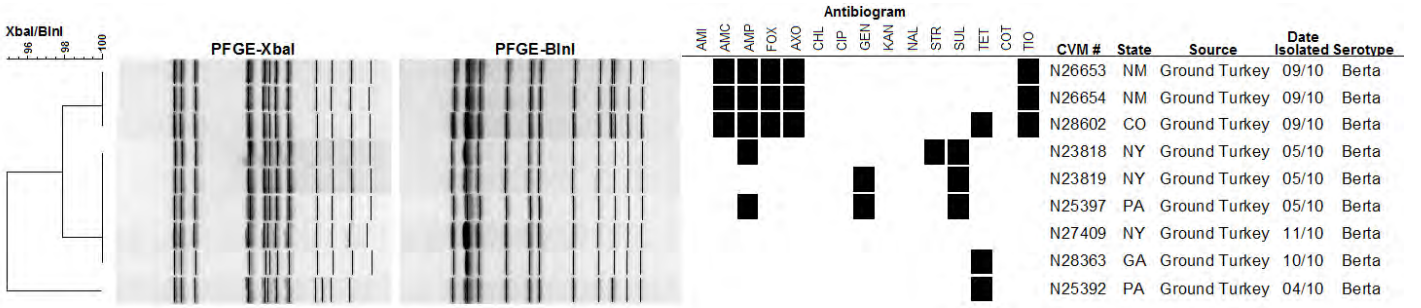 Antibiogram
XbaI/BlnI
96 98 100
PFGE-XbaI PFGE-BlnI
AMI AMC AMP FOX AXO CHL CIP GEN KAN NAL STR SUL TET COT TIO
CVM # State Source Date Isolated Serotype
N26653 NM Ground Turkey 09/10 Berta
N26654 NM Ground Turkey 09/10 Berta
N28602 CO Ground Turkey 09/10 Berta
N23818 NY Ground Turkey 05/10 Berta
N23819 NY Ground Turkey 05/10 Berta
N25397 PA Ground Turkey 05/10 Berta
N27409 NY Ground Turkey 11/10 Berta
N28363 GA Ground Turkey 10/10 Berta
N25392 PA Ground Turkey 04/10 Berta